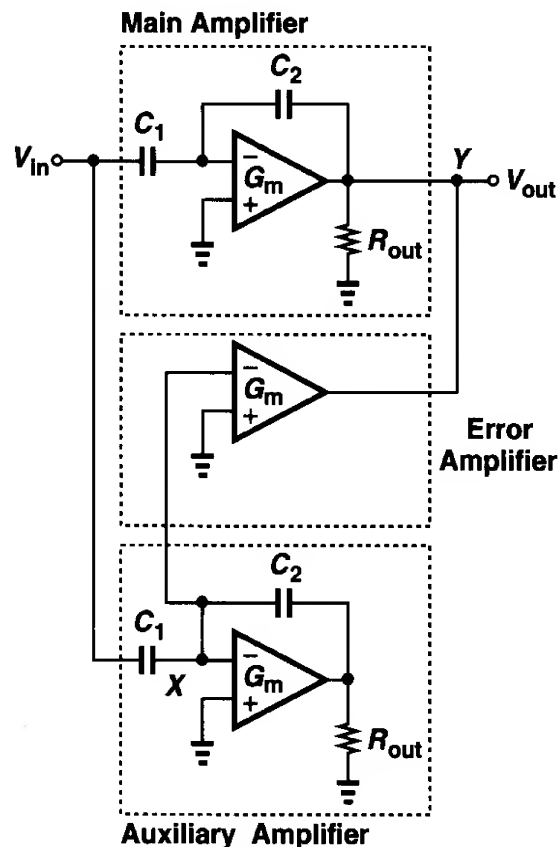 Main Amplifier
C2
C1
Vin
−
Gm
+
Y
Vout
Rout
−
Gm
+
Error
Amplifier
C2
C1
X
−
Gm
+
Rout
Auxiliary Amplifier